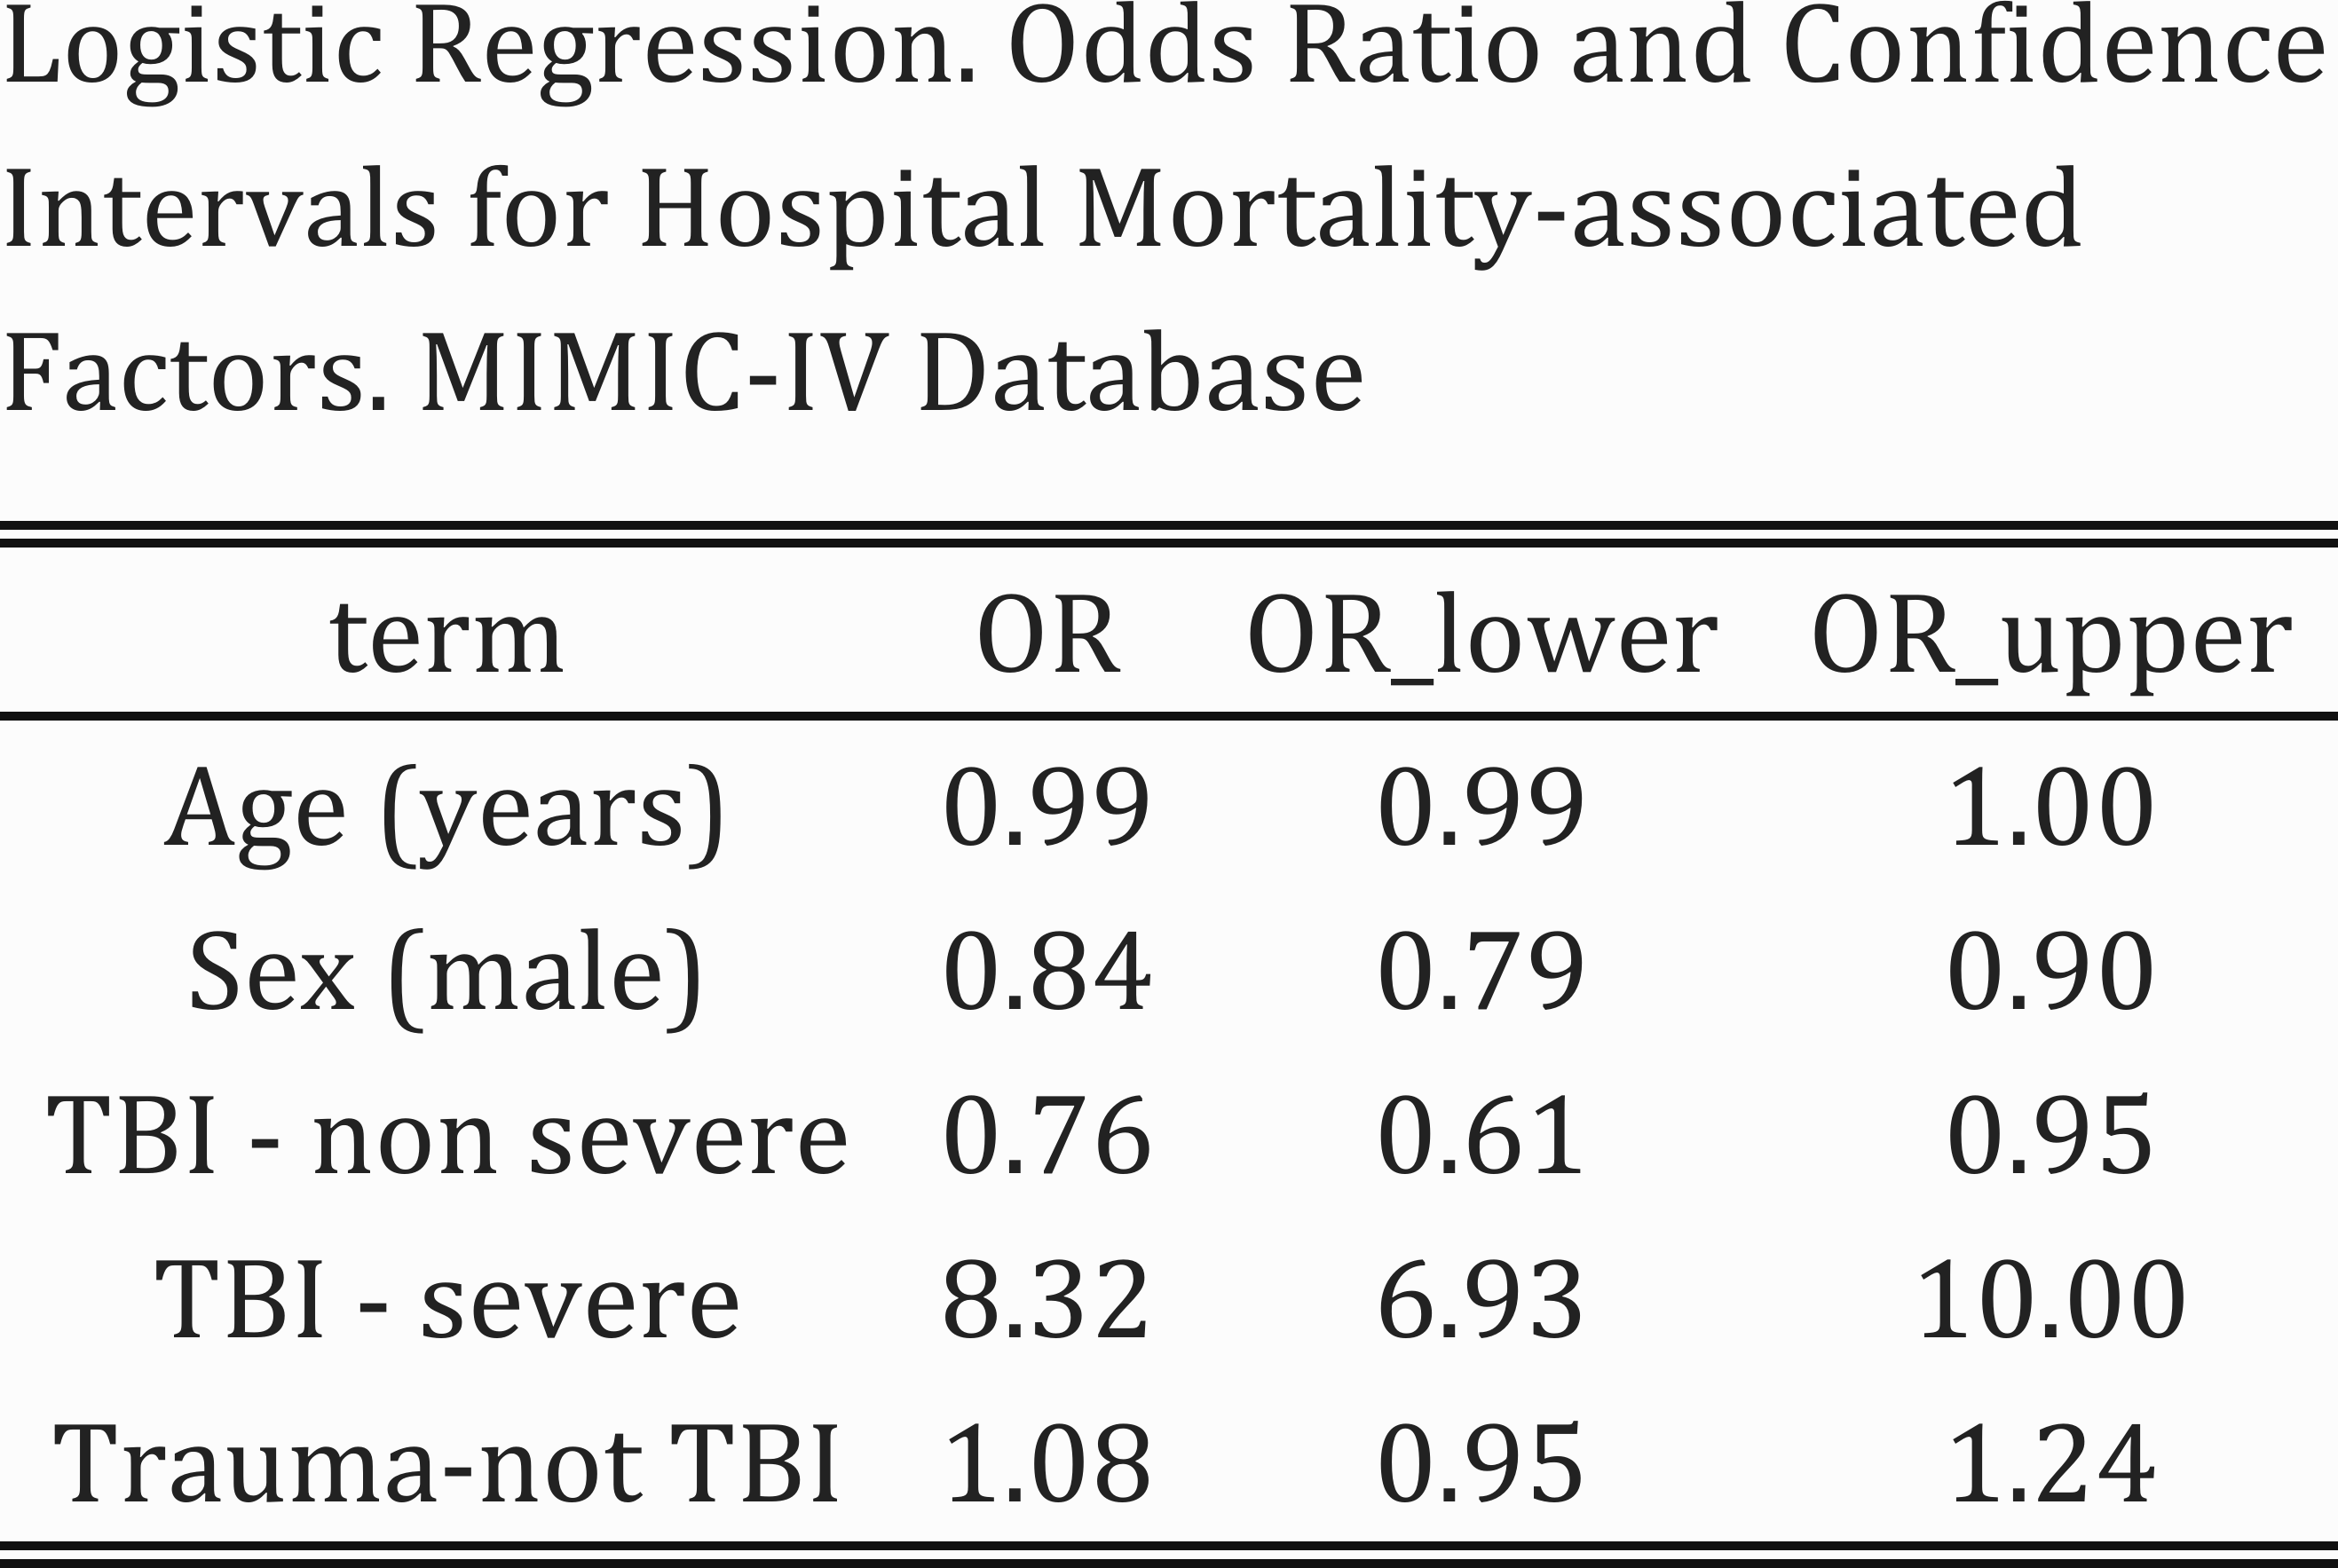 Logistic Regression. Odds Ratio and Confidence
Intervals for Hospital Mortality-associated
Factors. MIMIC-IV Database
term OR OR_lower OR_upper
Age (years) 0.99 0.99 1.00
Sex (male) 0.84 0.79 0.90
TBI - non severe 0.76 0.61 0.95
TBI - severe 8.32 6.93 10.00
Trauma-not TBI 1.08 0.95 1.24